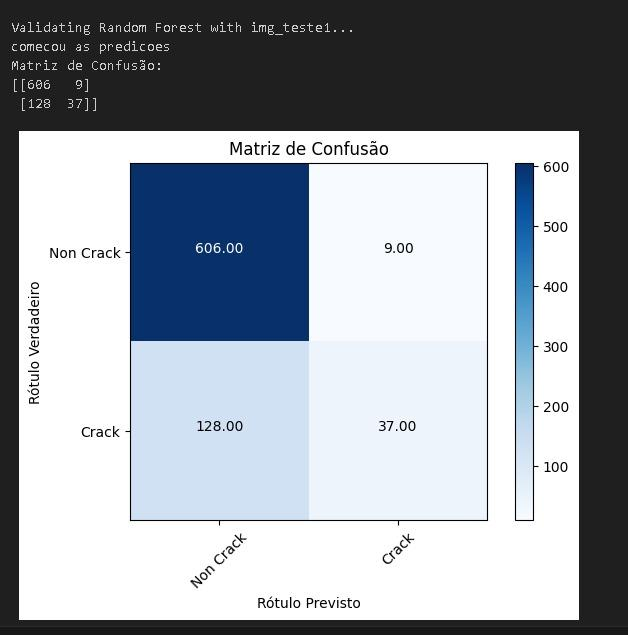 Validating Random Forest with img_teste1...
comecou as predicoes
Matriz de Confusão:
[[606   9]
 [128  37]]
Matriz de Confusão
600
500
400
300
200
100
Non Crack
606.00
9.00
Rótulo Verdadeiro
Crack
128.00
37.00
Non Crack
Crack
Rótulo Previsto